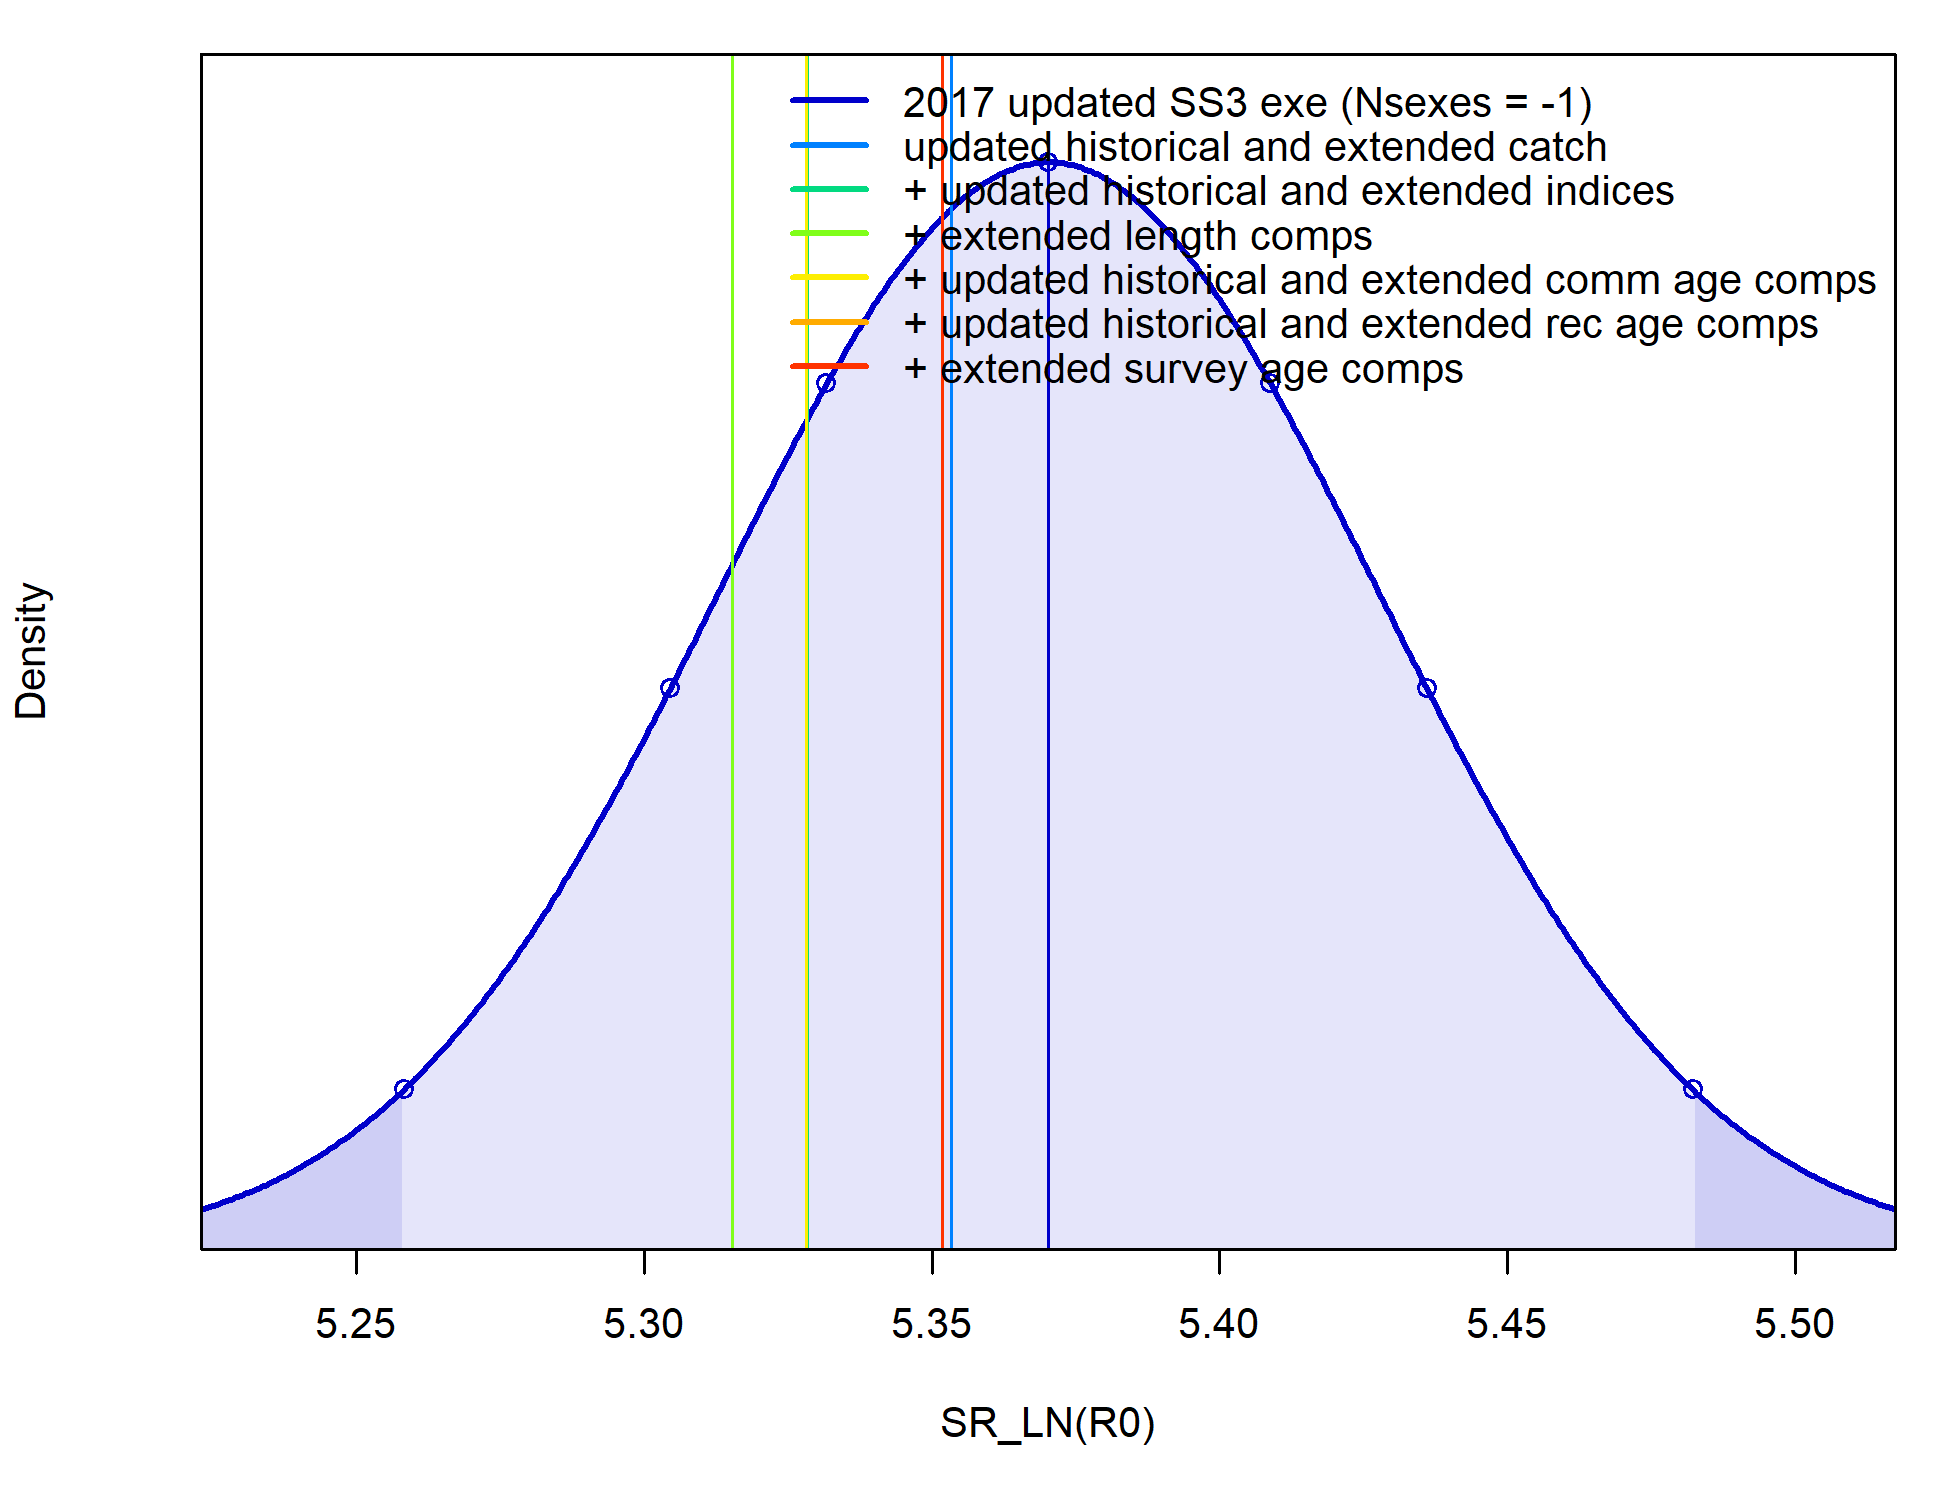 2017 updated SS3 exe (Nsexes = -1)
updated historical and extended catch
+ updated historical and extended indices
+ extended length comps
+ updated historical and extended comm age comps
+ updated historical and extended rec age comps
+ extended survey age comps
Density
5.25 5.30 5.35 5.40 5.45 5.50
SR_LN(R0)